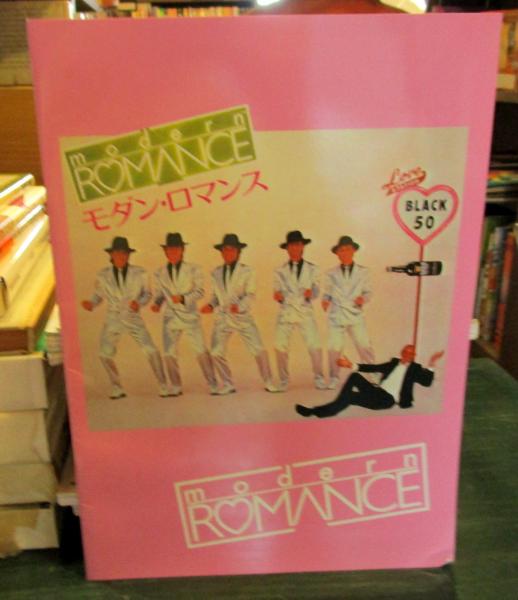 modern
ROMANCE
モダン・ロマンス
Love
BLACK
50
modern
ROMANCE